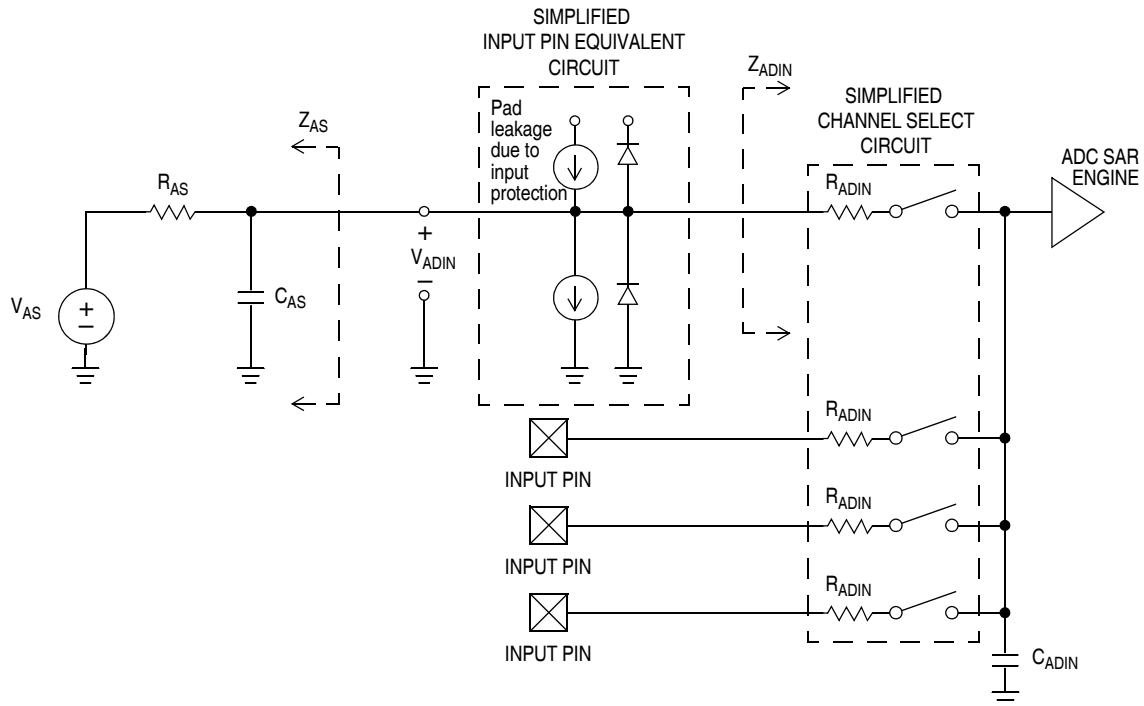 SIMPLIFIED
INPUT PIN EQUIVALENT
CIRCUIT
Z_ADIN
SIMPLIFIED
CHANNEL SELECT
CIRCUIT
ADC SAR
ENGINE
Z_AS
Pad
leakage
due to
input
protection
R_AS
R_ADIN
+
V_ADIN
−
V_AS
+
−
C_AS
R_ADIN
INPUT PIN
R_ADIN
INPUT PIN
R_ADIN
INPUT PIN
C_ADIN